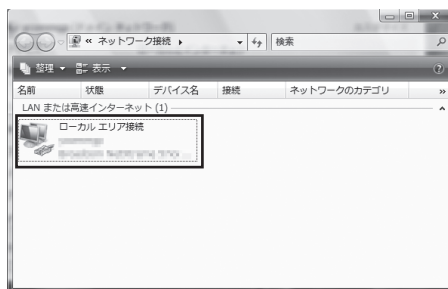 « ネットワーク接続 ▸
検索
整理 ▼ 表示 ▼
名前 状態 デバイス名 接続 ネットワークのカテゴリ »
LAN または高速インターネット (1)
ローカル エリア接続